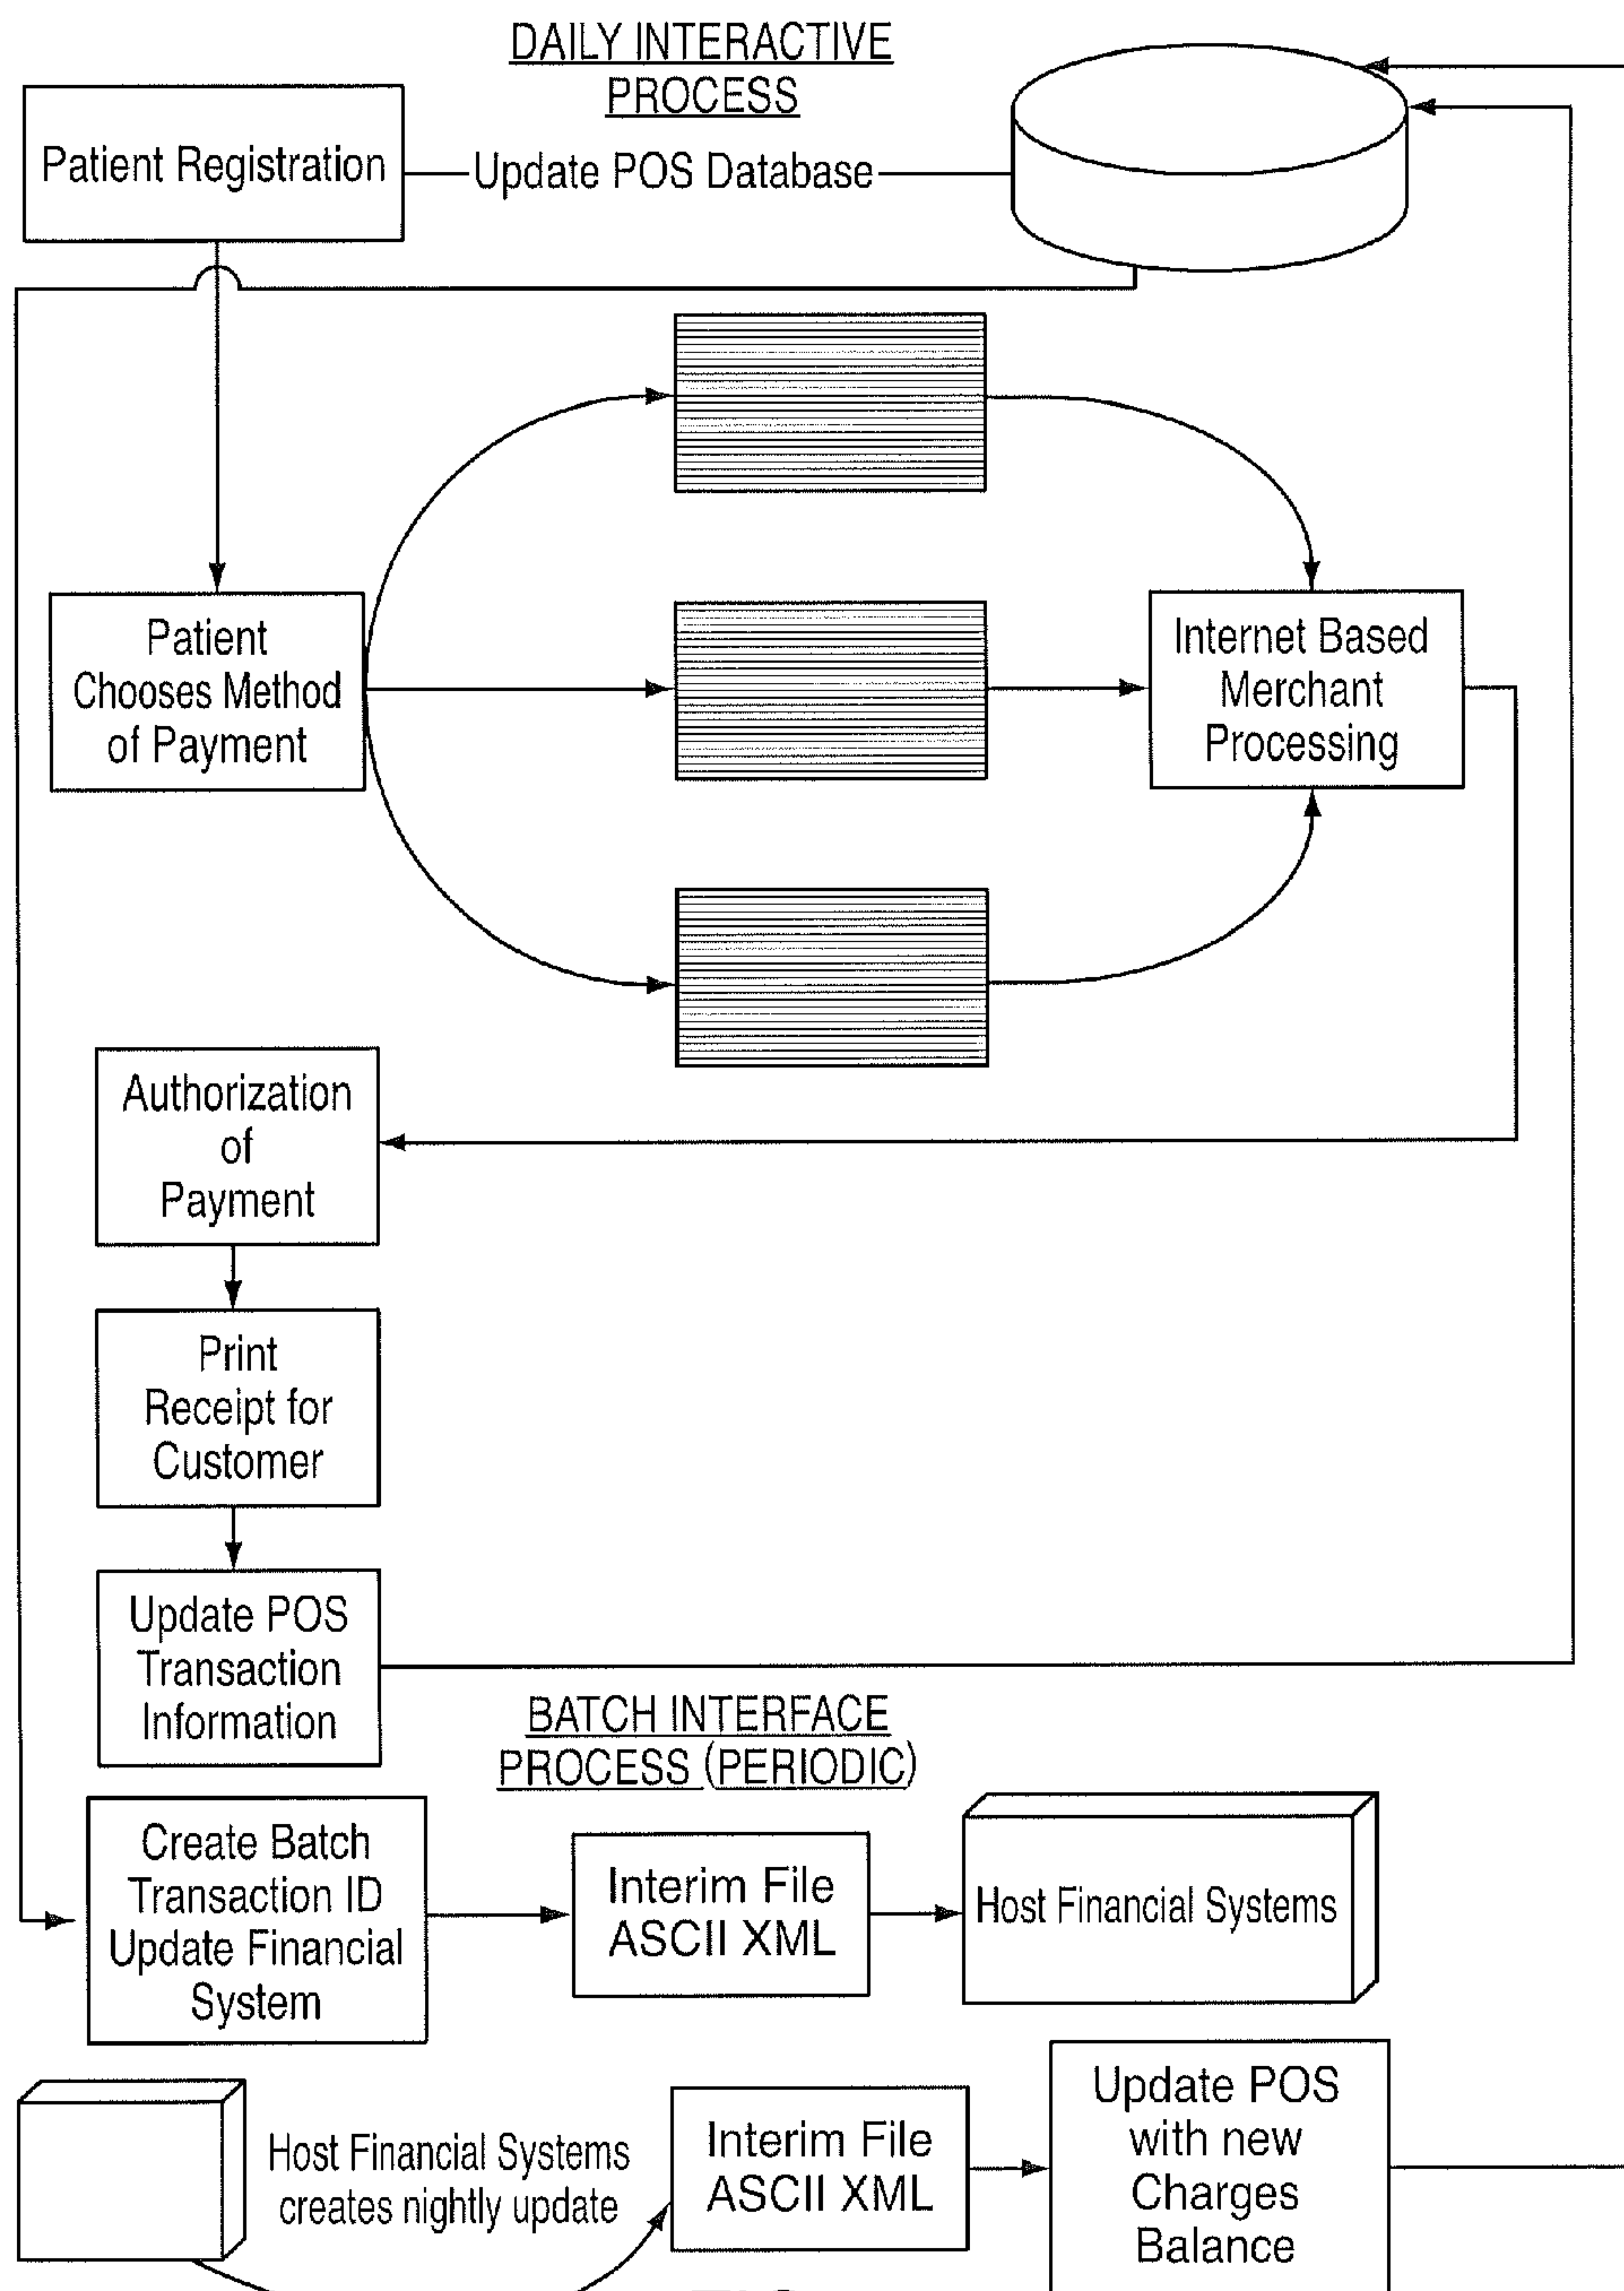 DAILY INTERACTIVE
PROCESS
Patient Registration
Update POS Database
Patient
Chooses Method
of Payment
Internet Based
Merchant
Processing
Authorization
of
Payment
Print
Receipt for
Customer
Update POS
Transaction
Information
BATCH INTERFACE
PROCESS (PERIODIC)
Create Batch
Transaction ID
Update Financial
System
Interim File
ASCII XML
Host Financial Systems
Host Financial Systems
creates nightly update
Interim File
ASCII XML
Update POS
with new
Charges
Balance